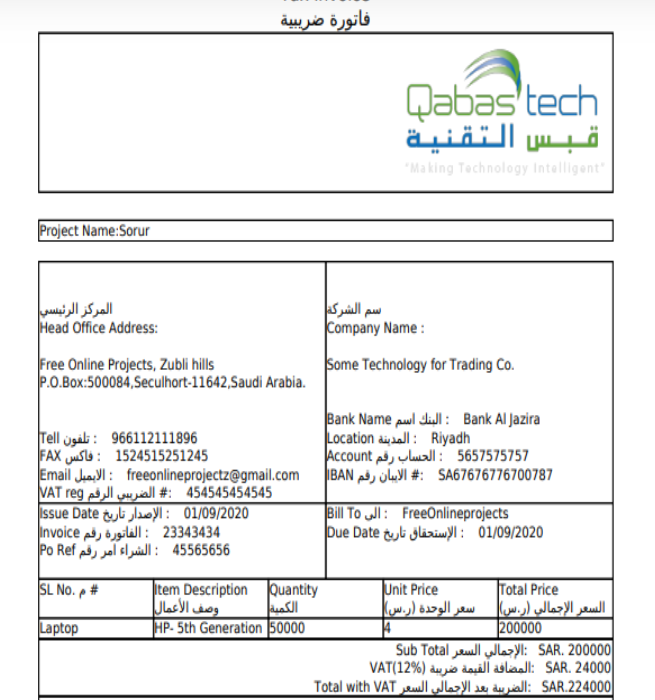 فاتورة ضريبية
Qabas tech
قبس التقنية
"Making Technology Intelligent"
Project Name:Sorur
المركز الرئيسي
Head Office Address:
Free Online Projects, Zubli hills
P.O.Box:500084,Seculhort-11642,Saudi Arabia.
Tell تلفون : 966112111896
FAX فاكس : 1524515251245
Email الايميل : freeonlineprojectz@gmail.com
VAT reg الضريبي الرقم #: 454545454545
سم الشركة
Company Name :
Some Technology for Trading Co.
Bank Name البنك اسم : Bank Al Jazira
Location المدينة : Riyadh
Account الحساب رقم : 5657575757
IBAN الايبان رقم #: SA67676776700787
Issue Date الإصدار تاريخ : 01/09/2020
Invoice الفاتورة رقم : 23343434
Po Ref الشراء امر رقم : 45565656
Bill To الى : FreeOnlineprojects
Due Date الإستحقاق تاريخ : 01/09/2020
SL No. م # Item Description Quantity Unit Price Total Price
وصف الأعمال الكمية سعر الوحدة (ر.س) السعر الإجمالي (ر.س)
Laptop HP- 5th Generation 50000 4 200000
Sub Total الإجمالي السعر: SAR. 200000
VAT(12%) المضافة القيمة ضريبة: SAR. 24000
Total with VAT الضريبة بعد الإجمالي السعر: SAR.224000